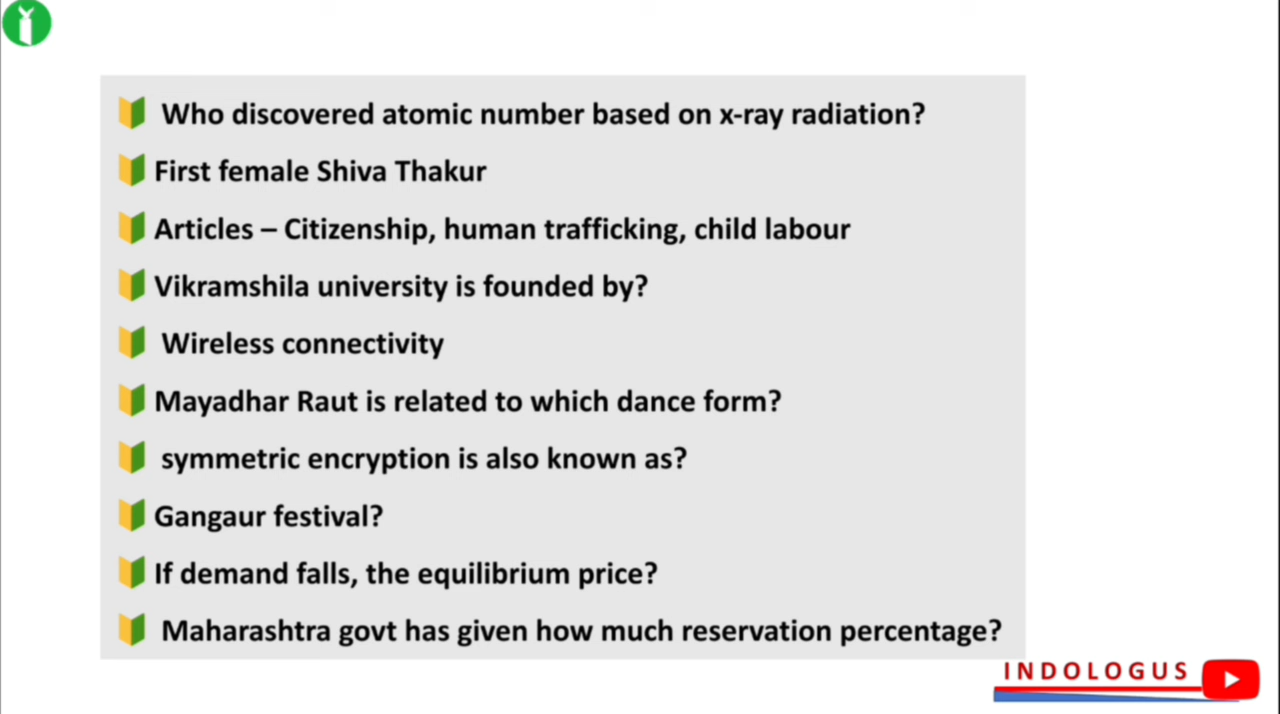 Who discovered atomic number based on x-ray radiation?
First female Shiva Thakur
Articles – Citizenship, human trafficking, child labour
Vikramshila university is founded by?
Wireless connectivity
Mayadhar Raut is related to which dance form?
symmetric encryption is also known as?
Gangaur festival?
If demand falls, the equilibrium price?
Maharashtra govt has given how much reservation percentage?
INDOLOGUS